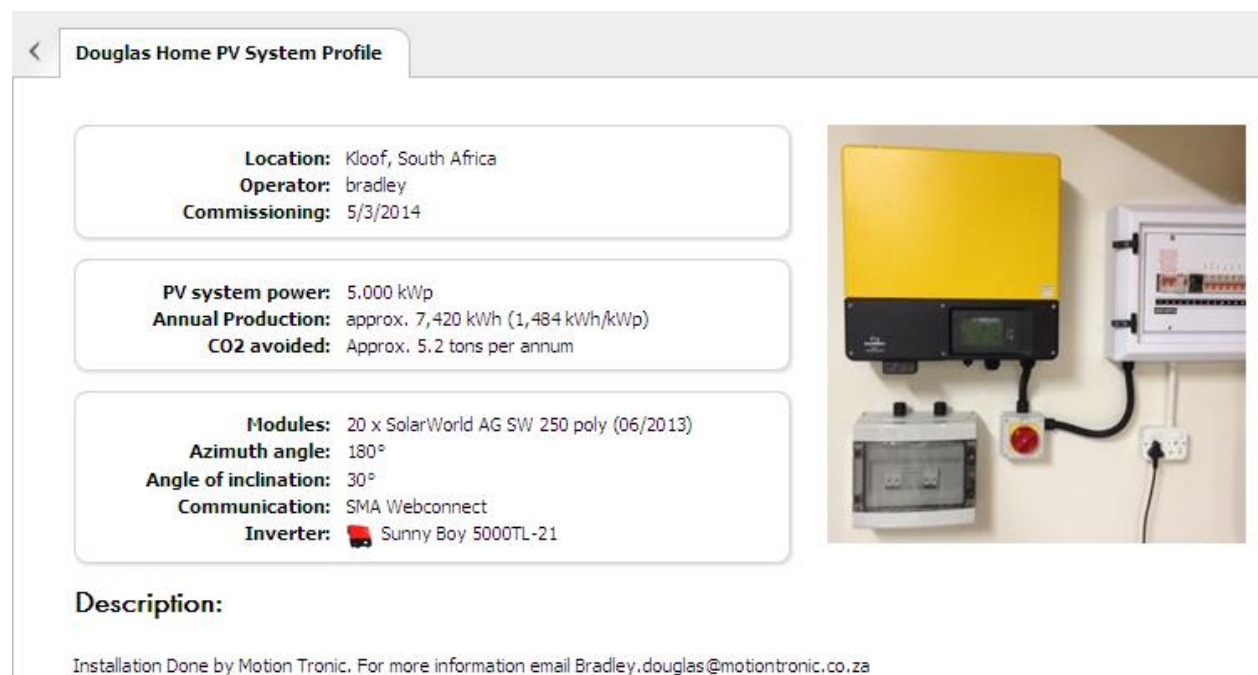 Douglas Home PV System Profile
Location: Kloof, South Africa
Operator: bradley
Commissioning: 5/3/2014
PV system power: 5.000 kWp
Annual Production: approx. 7,420 kWh (1,484 kWh/kWp)
CO2 avoided: Approx. 5.2 tons per annum
Modules: 20 x SolarWorld AG SW 250 poly (06/2013)
Azimuth angle: 180°
Angle of inclination: 30°
Communication: SMA Webconnect
Inverter: Sunny Boy 5000TL-21
Description:
Installation Done by Motion Tronic. For more information email Bradley.douglas@motiontronic.co.za